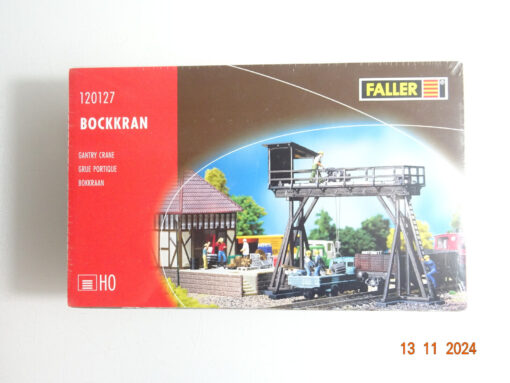 120127
BOCKKRAN
GANTRY CRANE
GRUE PORTIQUE
BOKKRAAN
H0
FALLER
13 11 2024